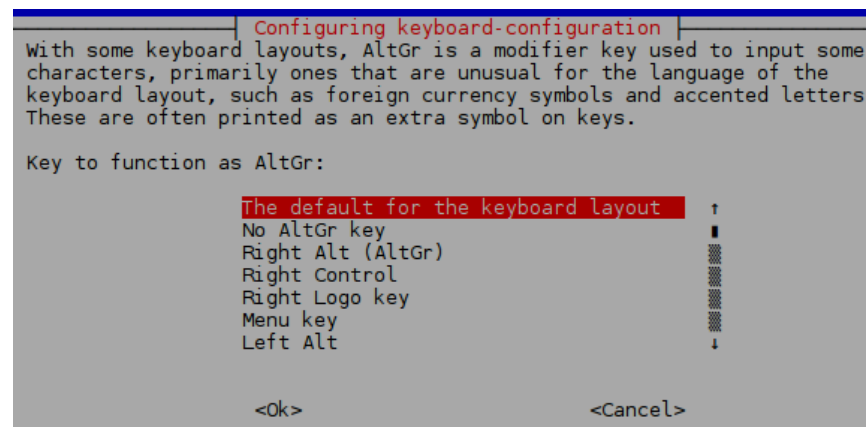 Configuring keyboard-configuration
With some keyboard layouts, AltGr is a modifier key used to input some
characters, primarily ones that are unusual for the language of the
keyboard layout, such as foreign currency symbols and accented letters
These are often printed as an extra symbol on keys.
Key to function as AltGr:
The default for the keyboard layout ↑
No AltGr key
Right Alt (AltGr)
Right Control
Right Logo key
Menu key
Left Alt ↓
<Ok> <Cancel>